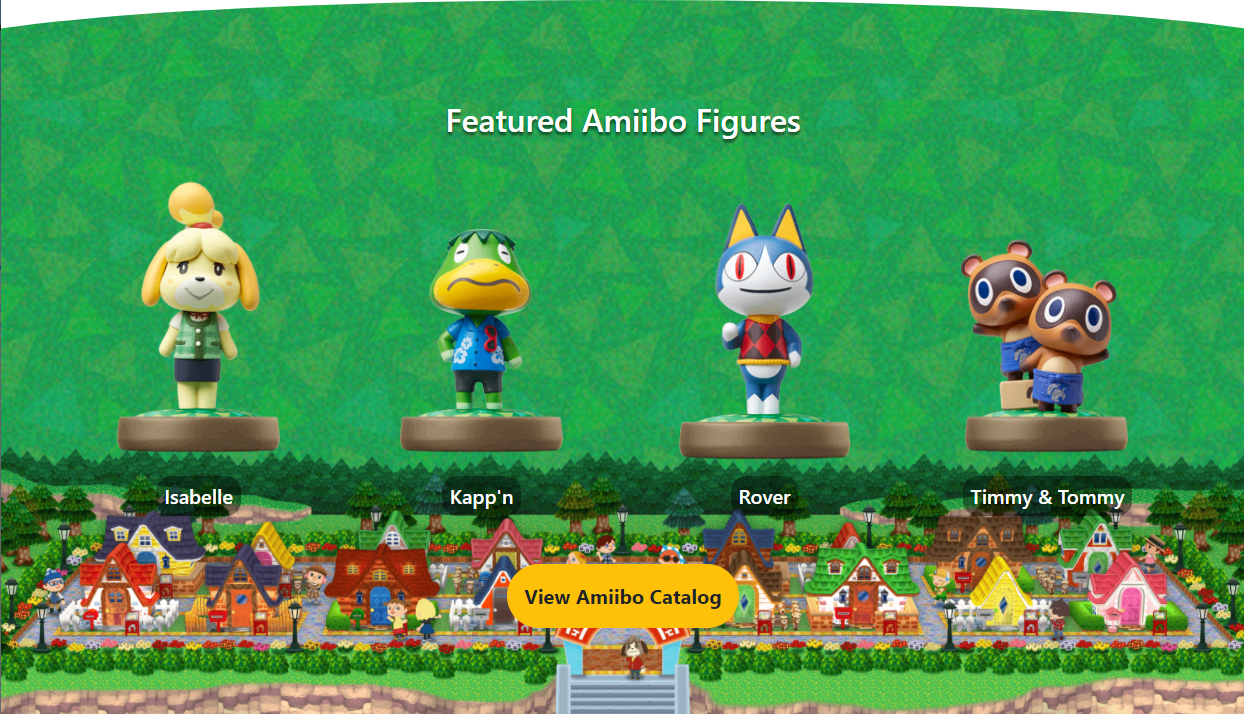 Featured Amiibo Figures
Isabelle
Kapp'n
Rover
Timmy & Tommy
View Amiibo Catalog